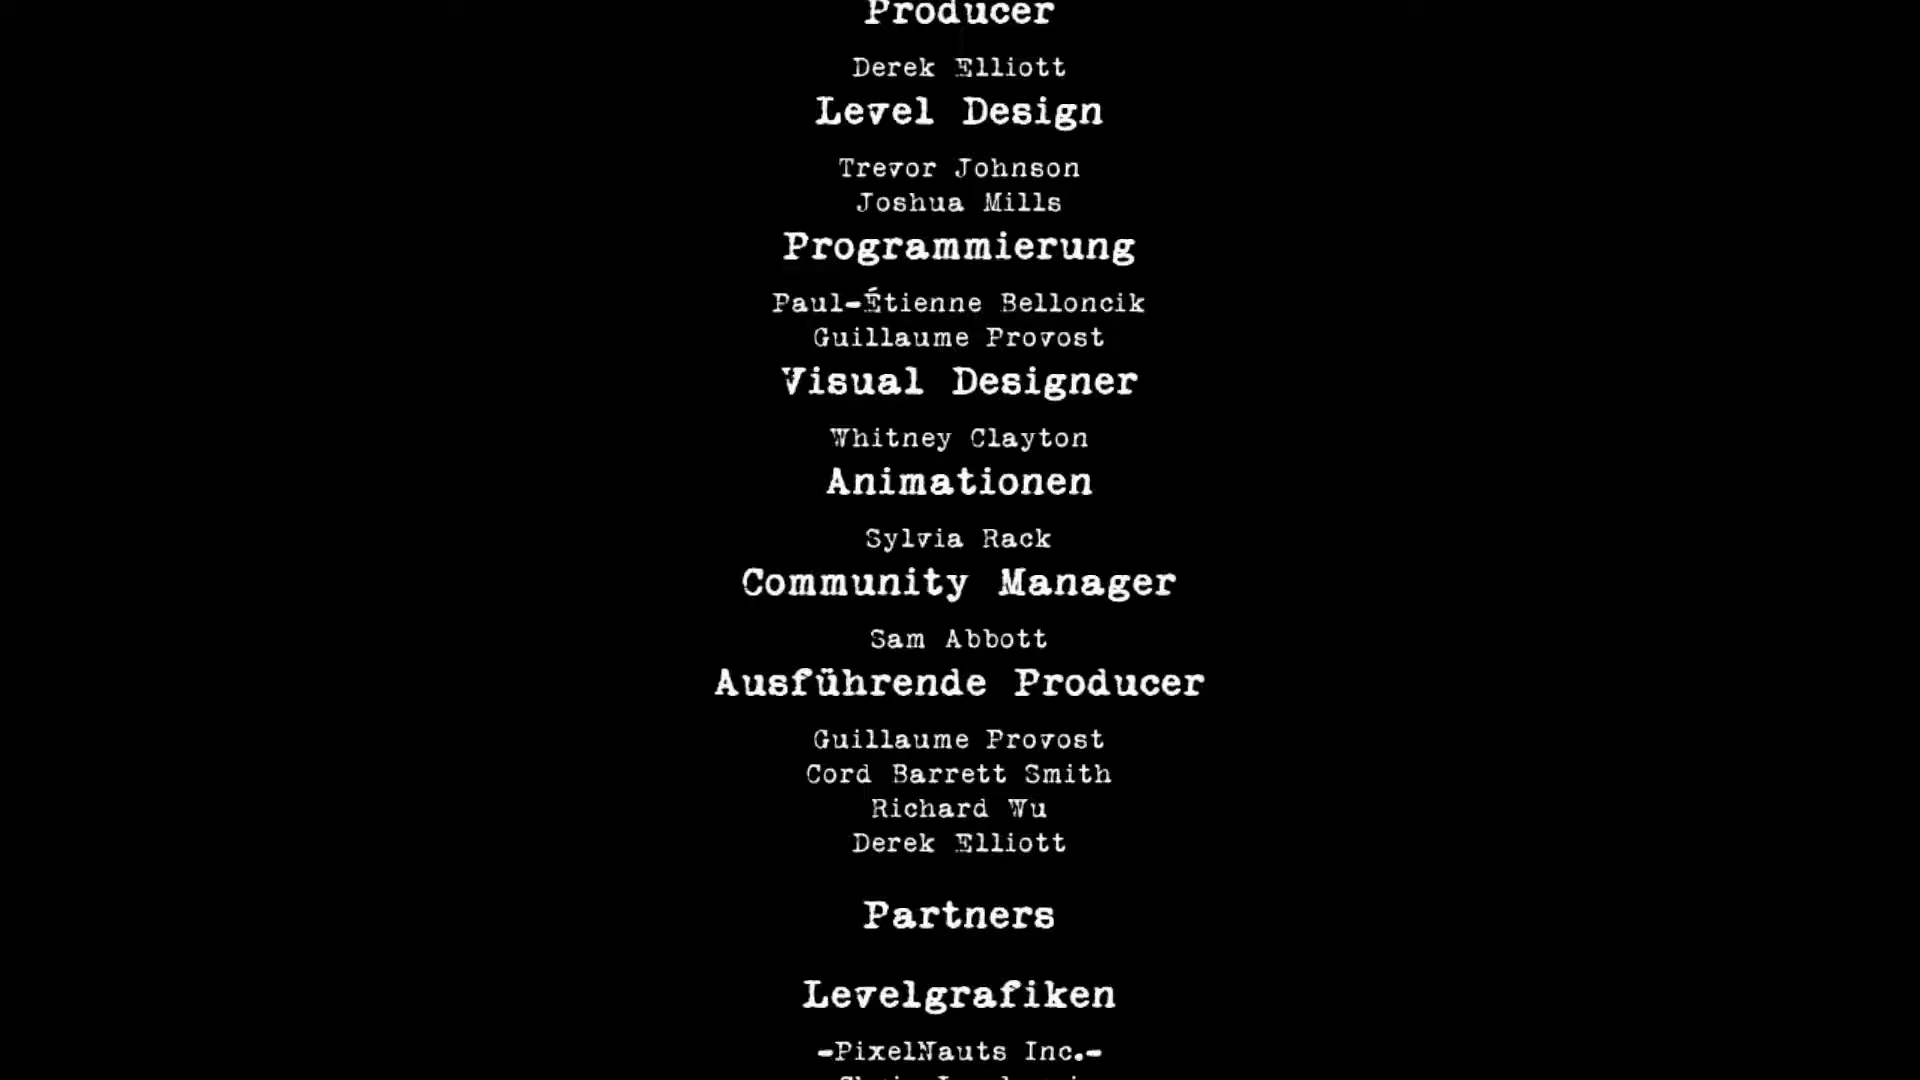 Producer
Derek Elliott
Level Design
Trevor Johnson
Joshua Mills
Programmierung
Paul-Étienne Belloncik
Guillaume Provost
Visual Designer
Whitney Clayton
Animationen
Sylvia Rack
Community Manager
Sam Abbott
Ausführende Producer
Guillaume Provost
Cord Barrett Smith
Richard Wu
Derek Elliott
Partners
Levelgrafiken
-PixelNauts Inc.-